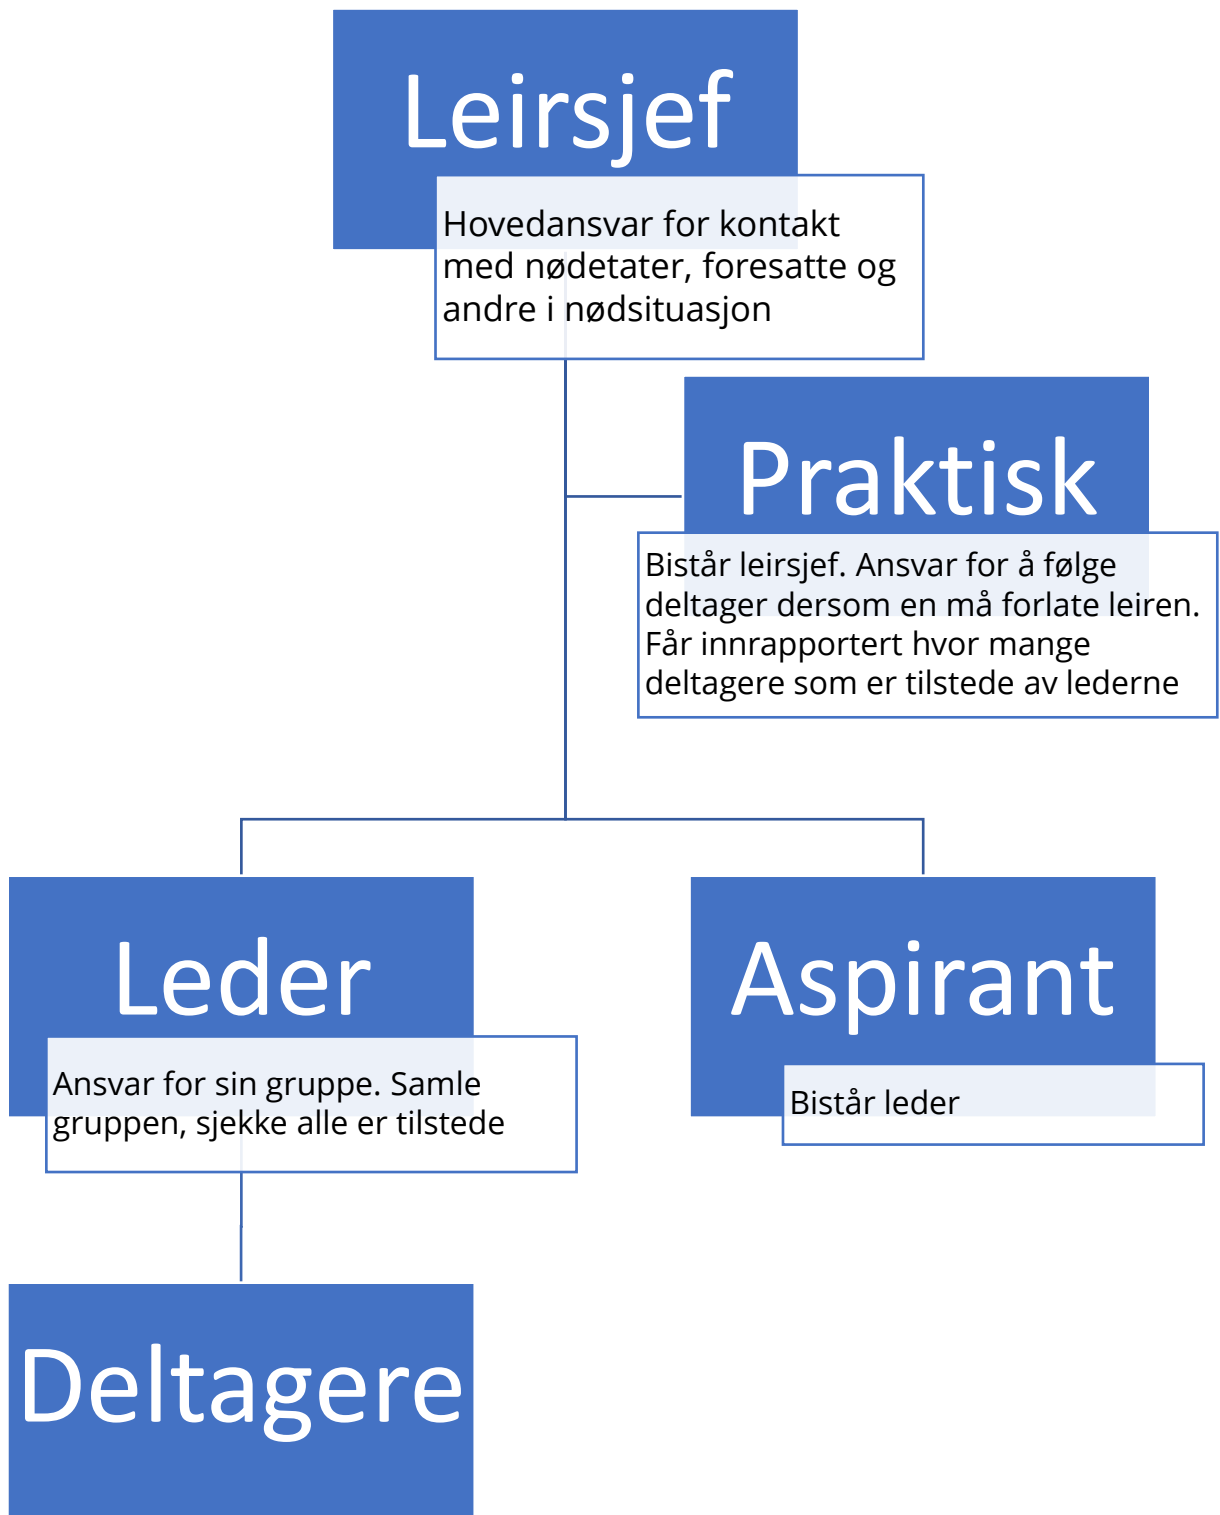 Leirsjef
Hovedansvar for kontakt
med nødetater, foresatte og
andre i nødsituasjon
Praktisk
Bistår leirsjef. Ansvar for å følge
deltager dersom en må forlate leiren.
Får innrapportert hvor mange
deltagere som er tilstede av lederne
Leder
Ansvar for sin gruppe. Samle
gruppen, sjekke alle er tilstede
Aspirant
Bistår leder
Deltagere